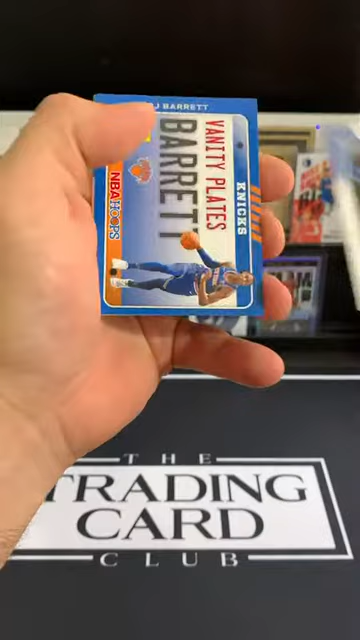 RJ BARRETT
VANITY PLATES
BARRETT
KNICKS
NBA HOOPS
THE
TRADING
CARD
CLUB